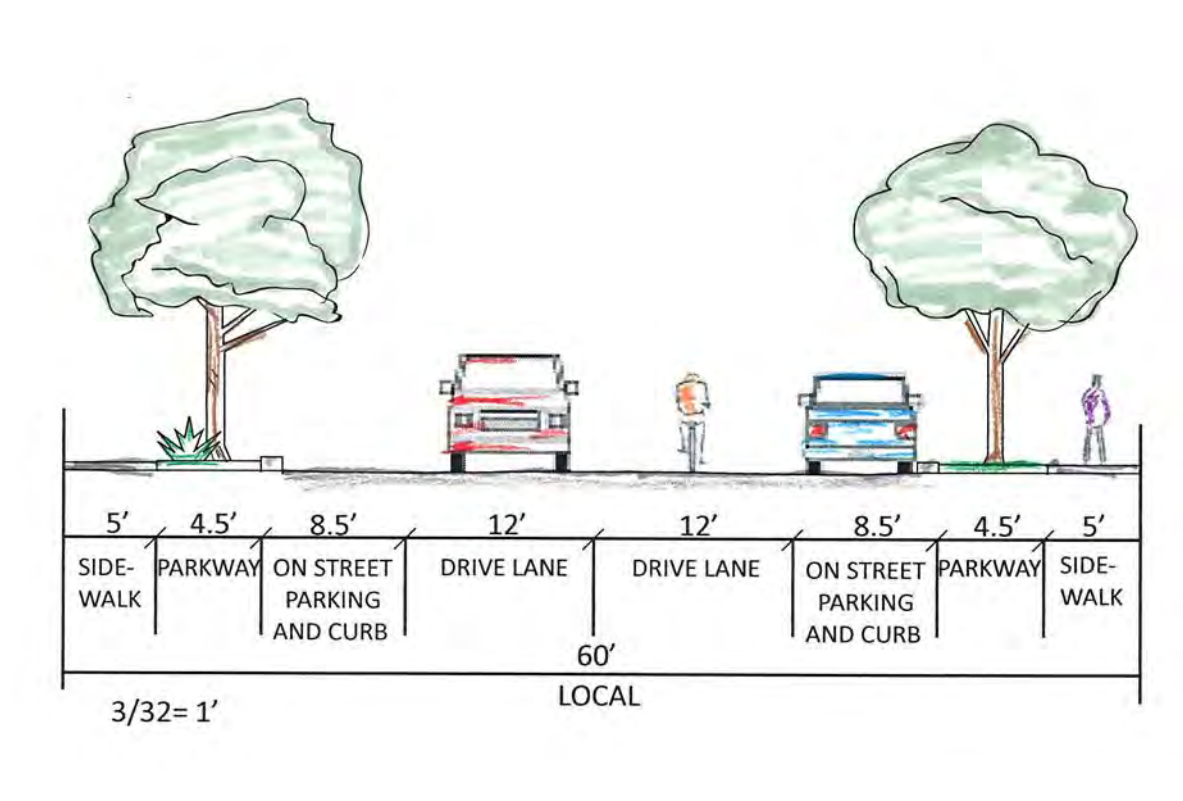 5’ 4.5’ 8.5’ 12’ 12’ 8.5’ 4.5’ 5’
SIDE-
WALK
PARKWAY
ON STREET
PARKING
AND CURB
DRIVE LANE
DRIVE LANE
ON STREET
PARKING
AND CURB
PARKWAY
SIDE-
WALK
60’
LOCAL
3/32= 1’